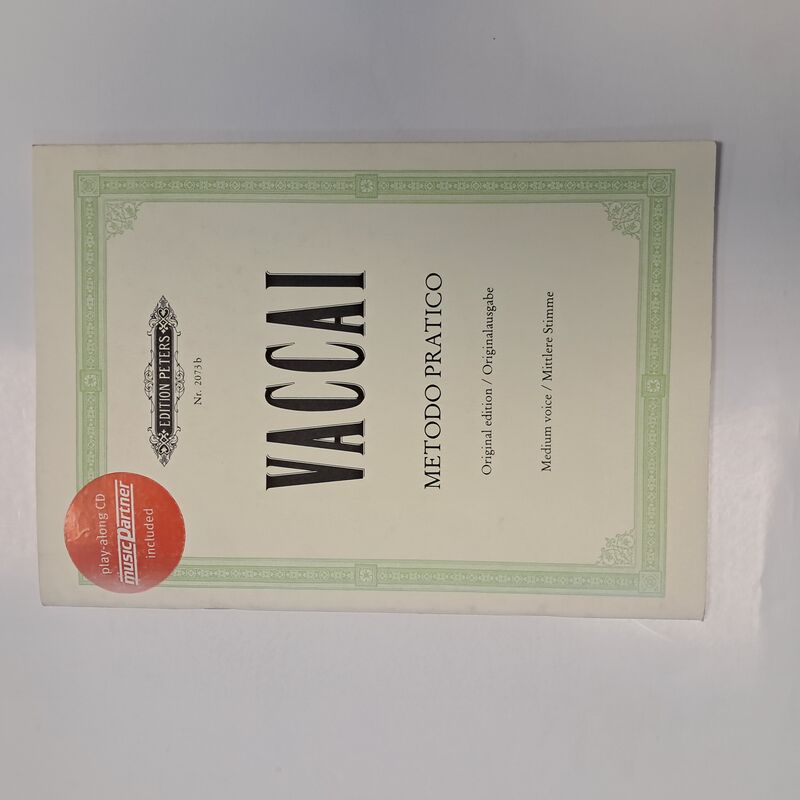 play-along CD
musicpartner
included
EDITION PETERS
Nr. 2073b
VACCAI
METODO PRATICO
Original edition / Originalausgabe
Medium voice / Mittlere Stimme